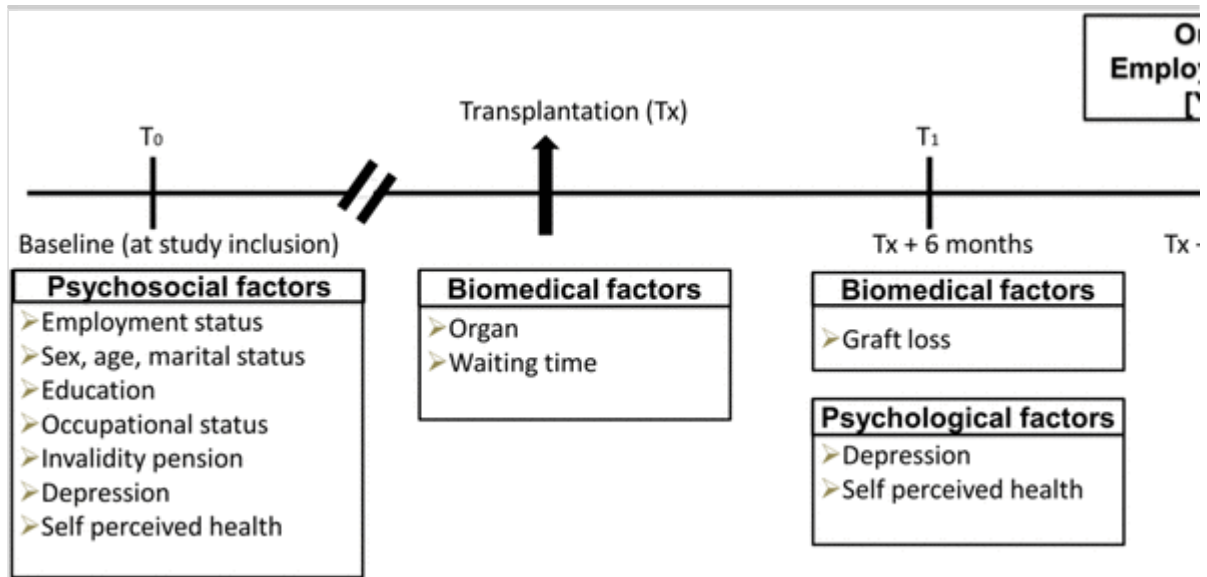 Transplantation (Tx)
T0
T1
Baseline (at study inclusion)
Tx + 6 months
Tx
Psychosocial factors
➢Employment status
➢Sex, age, marital status
➢Education
➢Occupational status
➢Invalidity pension
➢Depression
➢Self perceived health
Biomedical factors
➢Organ
➢Waiting time
Biomedical factors
➢Graft loss
Psychological factors
➢Depression
➢Self perceived health